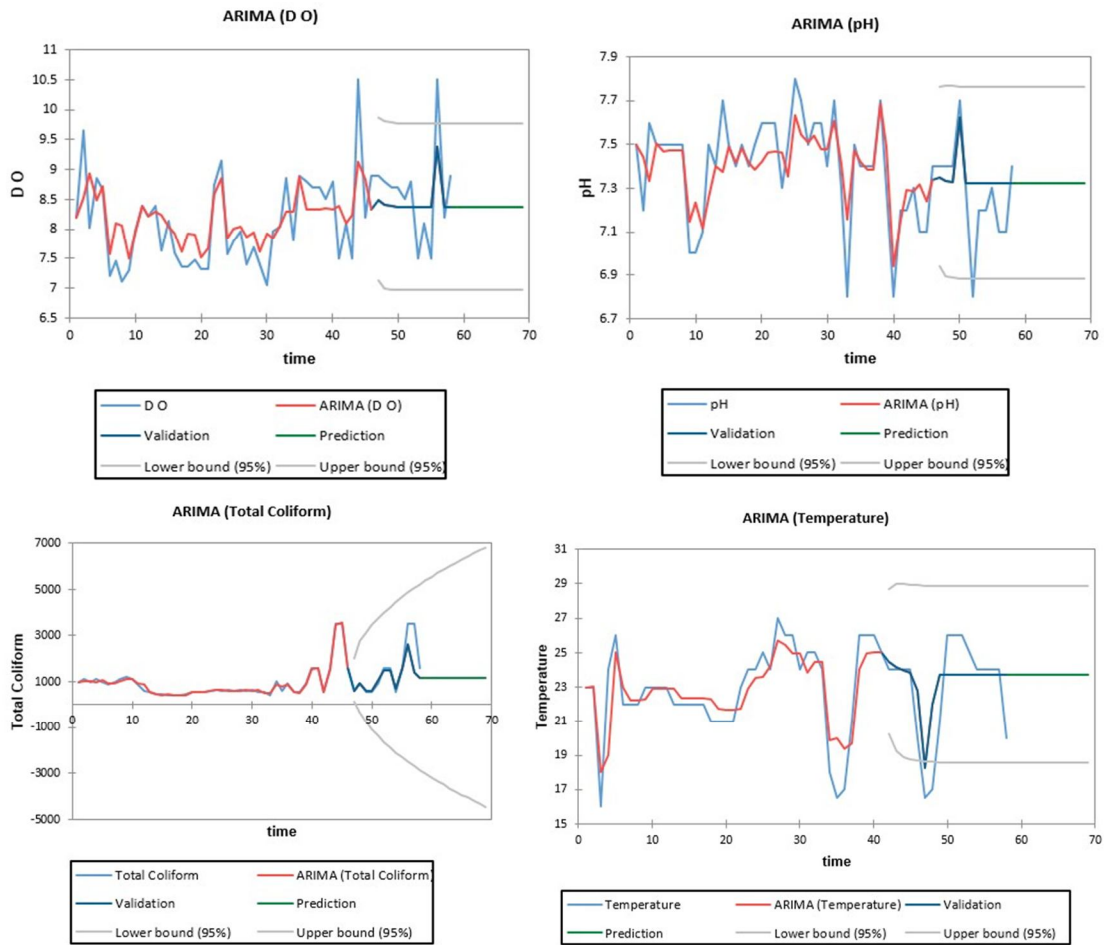 ARIMA (D O)
11
10.5
10
9.5
9
8.5
8
7.5
7
6.5
D O
0 10 20 30 40 50 60 70
time
D O ARIMA (D O)
Validation Prediction
Lower bound (95%) Upper bound (95%)
ARIMA (pH)
7.9
7.7
7.5
7.3
7.1
6.9
6.7
pH
0 10 20 30 40 50 60 70
time
pH ARIMA (pH)
Validation Prediction
Lower bound (95%) Upper bound (95%)
ARIMA (Total Coliform)
7000
5000
3000
1000
-1000
-3000
-5000
Total Coliform
0 10 20 30 40 50 60 70
time
Total Coliform ARIMA (Total Coliform)
Validation Prediction
Lower bound (95%) Upper bound (95%)
ARIMA (Temperature)
31
29
27
25
23
21
19
17
15
Temperature
0 10 20 30 40 50 60 70
time
Temperature ARIMA (Temperature) Validation
Prediction Lower bound (95%) Upper bound (95%)